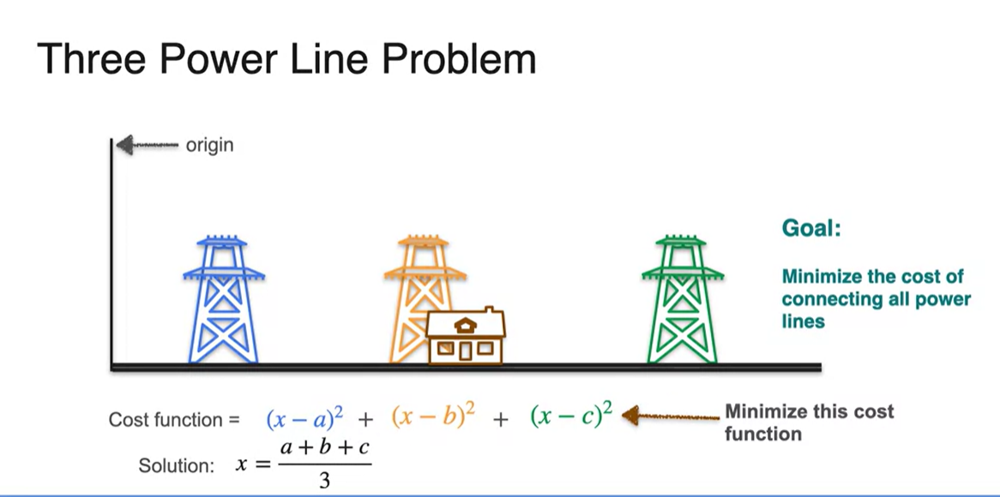 Three Power Line Problem
origin
Goal:
Minimize the cost of
connecting all power
lines
Cost function = (x − a)² + (x − b)² + (x − c)²
Minimize this cost
function
Solution: x = (a + b + c) / 3